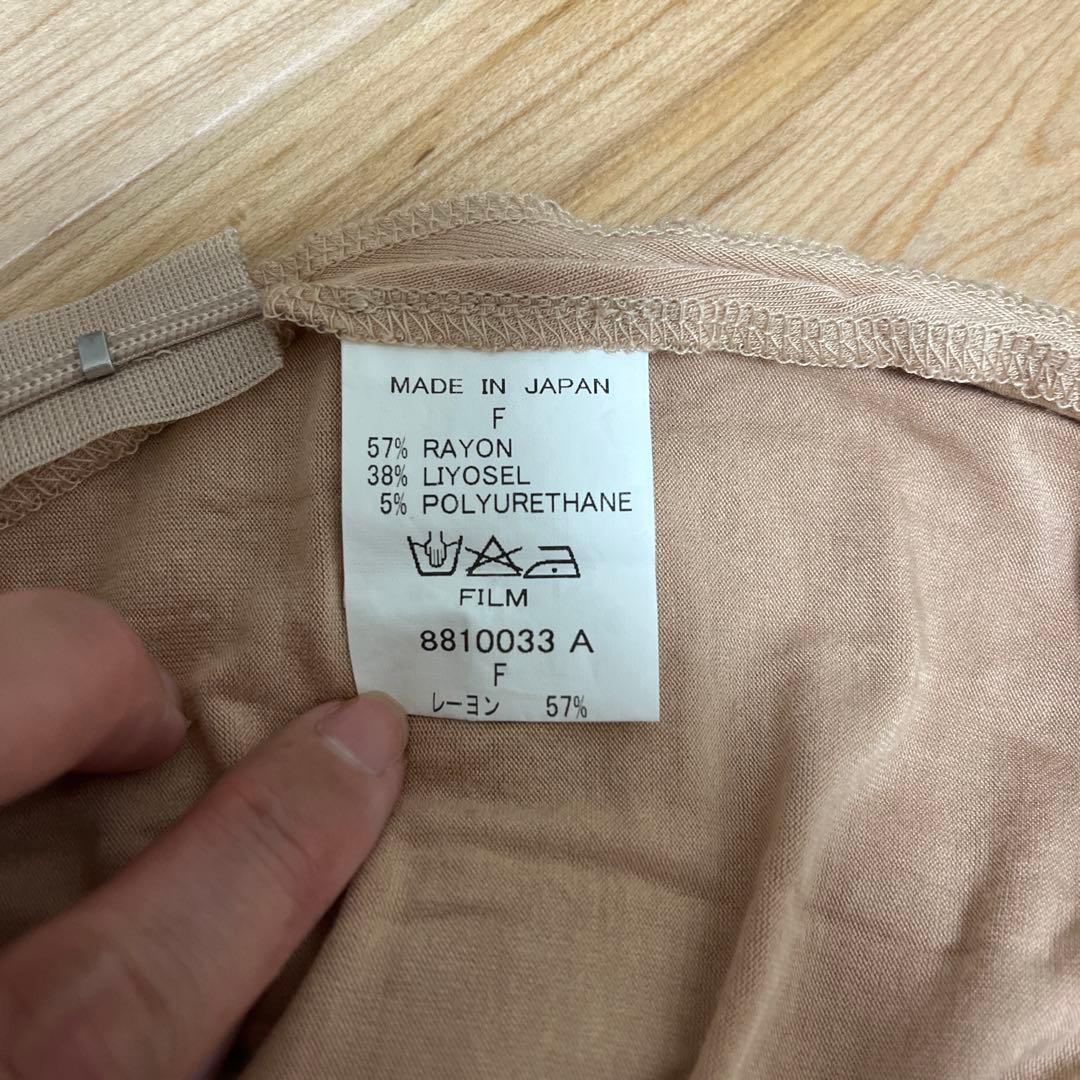 MADE IN JAPAN
F
57% RAYON
38% LIYOSEL
5% POLYURETHANE
FILM
8810033 A
F
レーヨン 57%